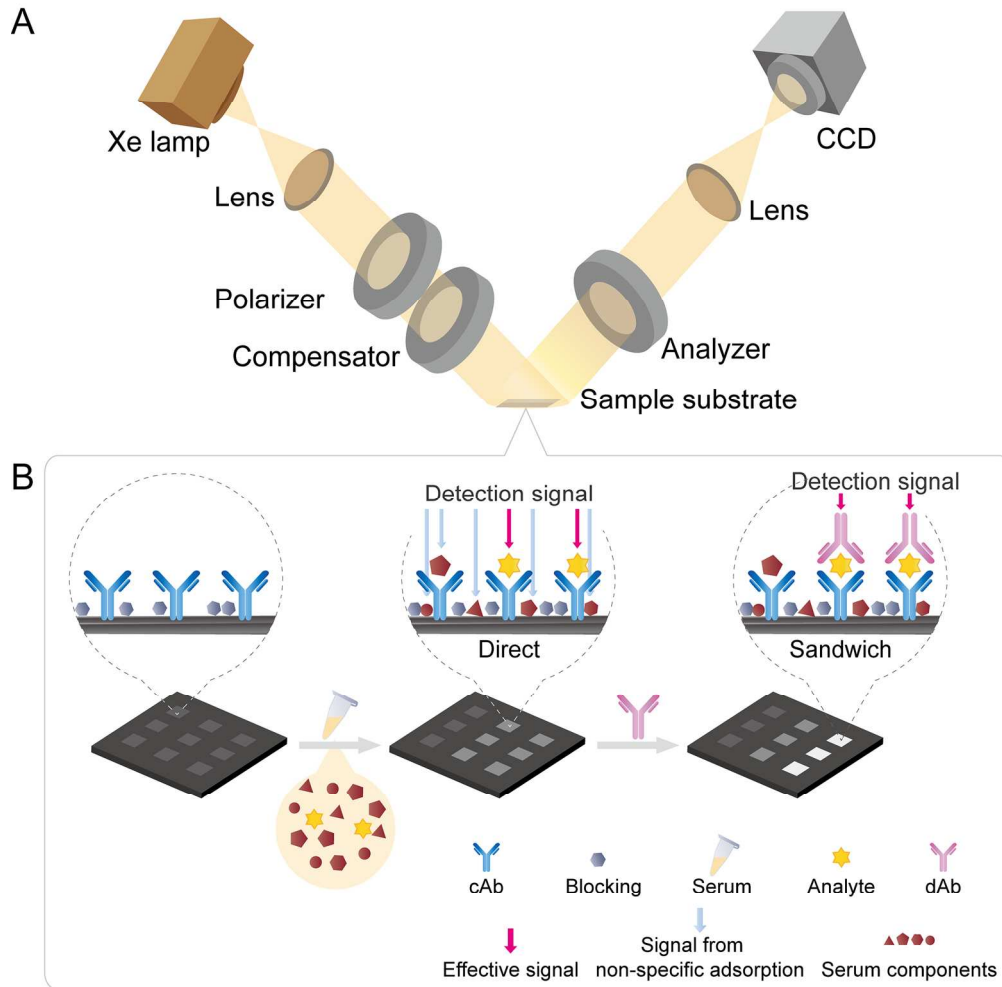 A
Xe lamp
CCD
Lens
Lens
Polarizer
Compensator
Analyzer
Sample substrate
B
Detection signal
Detection signal
Direct
Sandwich
cAb
Blocking
Serum
Analyte
dAb
Effective signal
Signal from
non-specific adsorption
Serum components